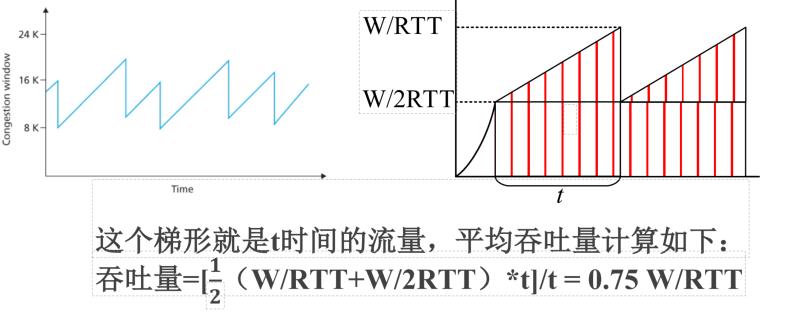 24 K
16 K
8 K
Congestion window
Time
W/RTT
W/2RTT
t
这个梯形就是t时间的流量，平均吞吐量计算如下：
吞吐量=[1/2（W/RTT+W/2RTT）*t]/t = 0.75 W/RTT